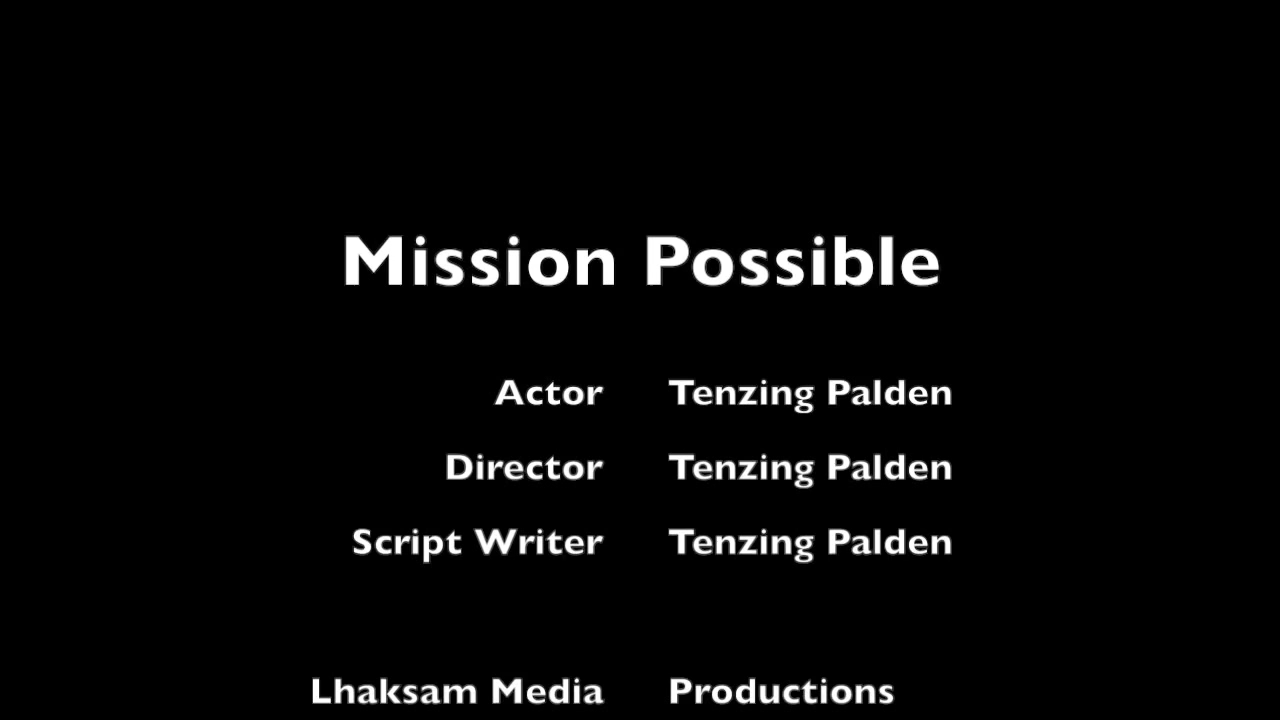 Mission Possible
Actor Tenzing Palden
Director Tenzing Palden
Script Writer Tenzing Palden
Lhaksam Media Productions